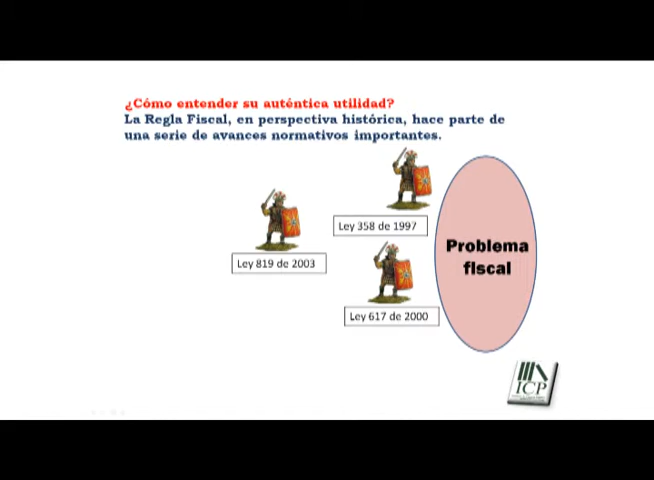 ¿Cómo entender su auténtica utilidad?
La Regla Fiscal, en perspectiva histórica, hace parte de
una serie de avances normativos importantes.
Ley 358 de 1997
Problema
fiscal
Ley 819 de 2003
Ley 617 de 2000
ICP